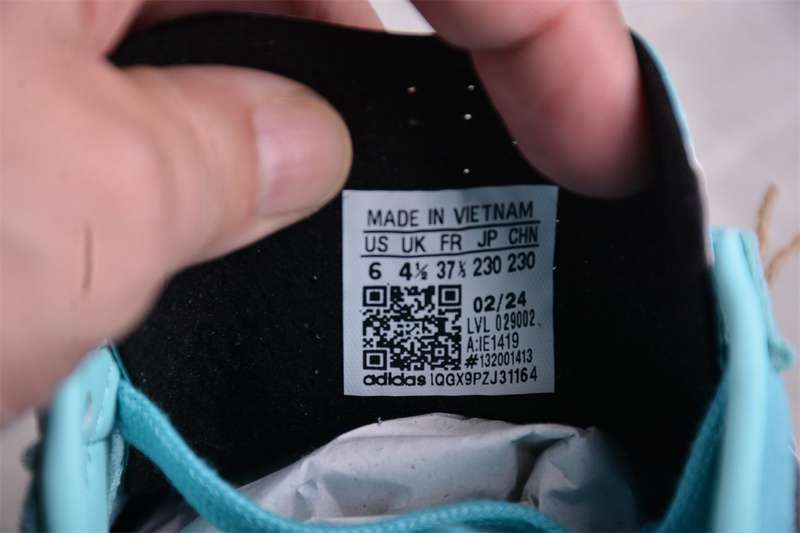 MADE IN VIETNAM
US UK FR JP CHN
6 4½ 37⅓ 230 230
02/24
LVL 029002
A:IE1419
#132001413
adidas 1QGX9PZJ31164